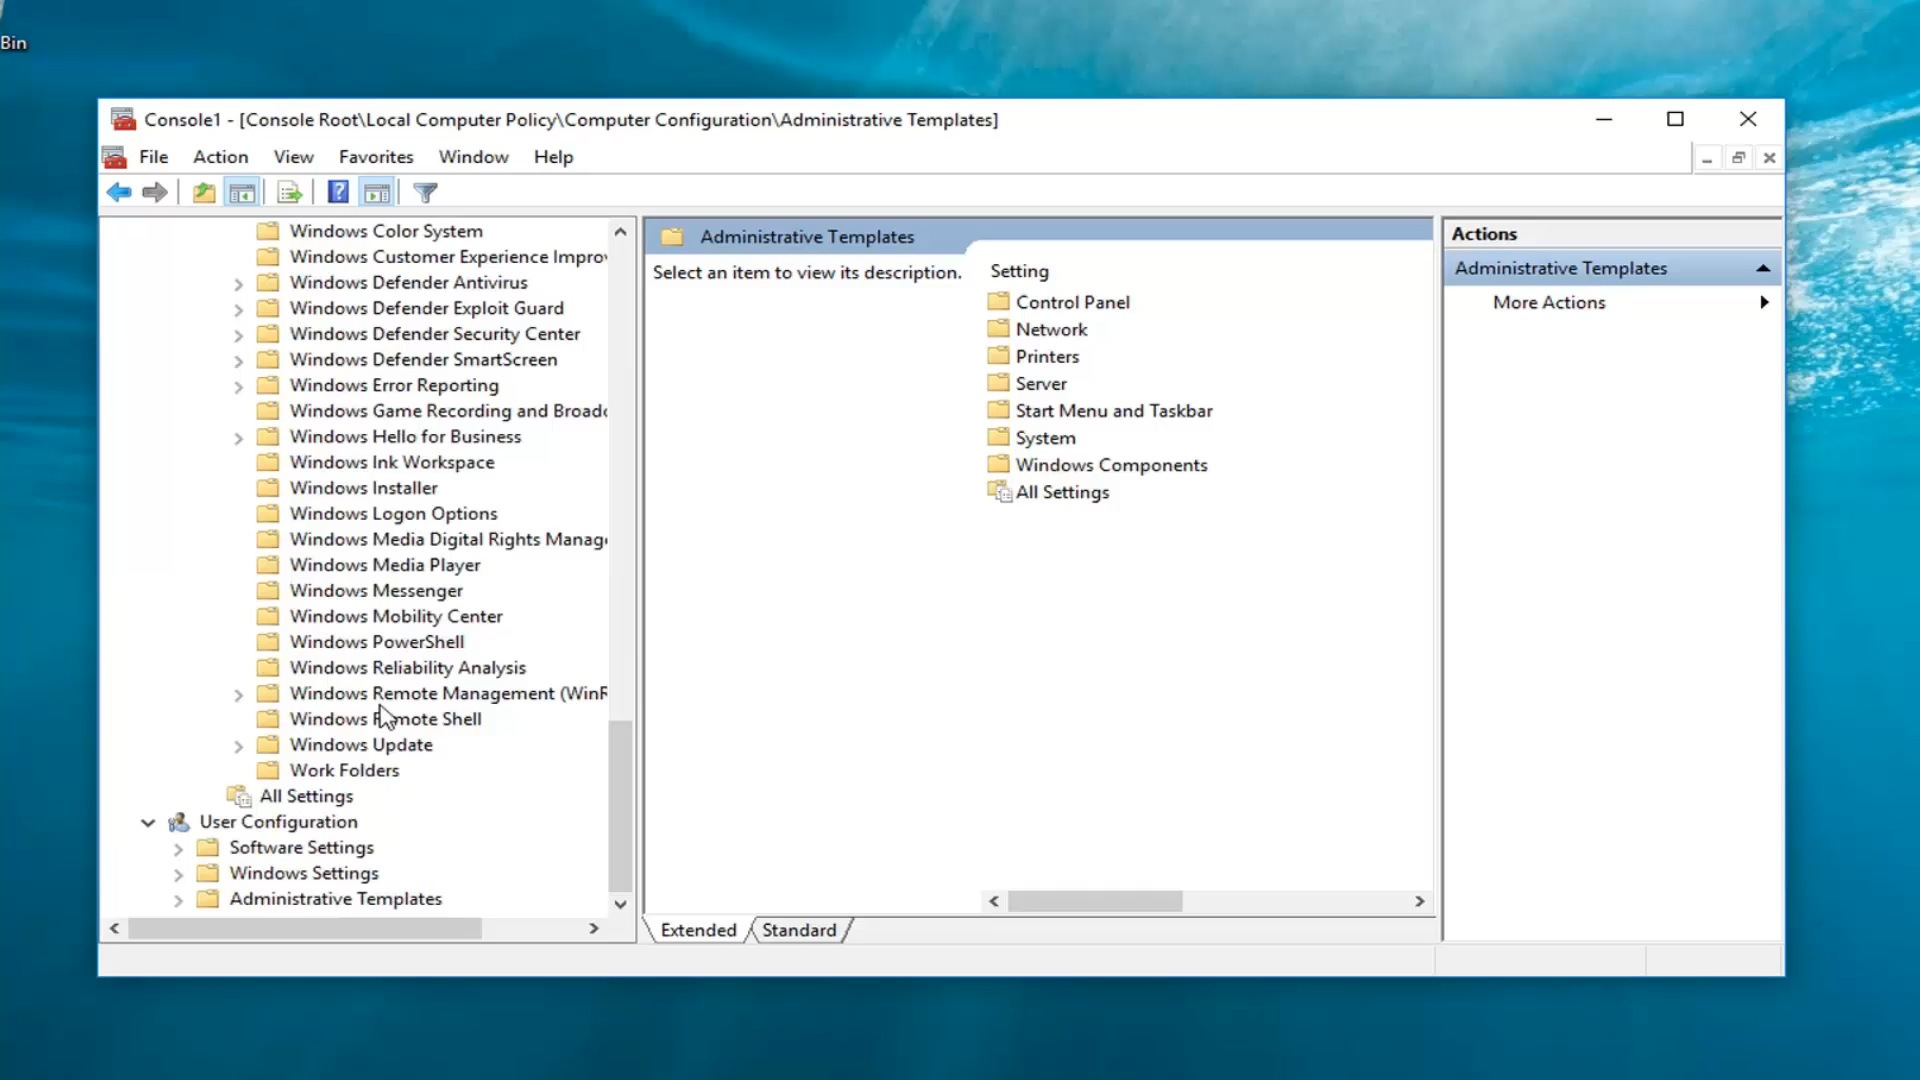 Bin
Console1 - [Console Root\Local Computer Policy\Computer Configuration\Administrative Templates]
File Action View Favorites Window Help
Windows Color System
Windows Customer Experience Improv
Windows Defender Antivirus
Windows Defender Exploit Guard
Windows Defender Security Center
Windows Defender SmartScreen
Windows Error Reporting
Windows Game Recording and Broadc
Windows Hello for Business
Windows Ink Workspace
Windows Installer
Windows Logon Options
Windows Media Digital Rights Manag
Windows Media Player
Windows Messenger
Windows Mobility Center
Windows PowerShell
Windows Reliability Analysis
Windows Remote Management (WinR
Windows Remote Shell
Windows Update
Work Folders
All Settings
User Configuration
Software Settings
Windows Settings
Administrative Templates
Administrative Templates
Select an item to view its description.
Setting
Control Panel
Network
Printers
Server
Start Menu and Taskbar
System
Windows Components
All Settings
Extended Standard
Actions
Administrative Templates
More Actions